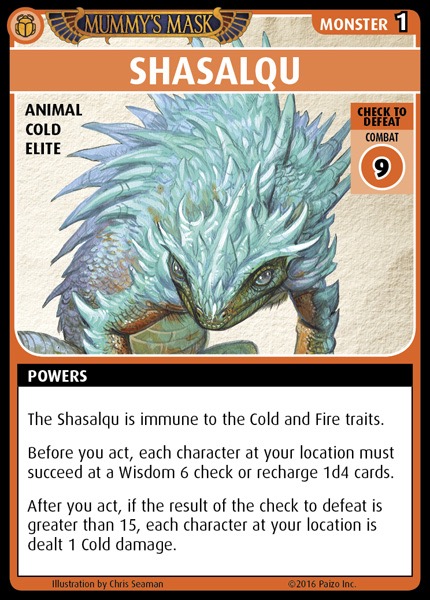 MUMMY'S MASK
MONSTER 1
SHASALQU
ANIMAL
COLD
ELITE
CHECK TO
DEFEAT
COMBAT
9
POWERS
The Shasalqu is immune to the Cold and Fire traits.
Before you act, each character at your location must
succeed at a Wisdom 6 check or recharge 1d4 cards.
After you act, if the result of the check to defeat is
greater than 15, each character at your location is
dealt 1 Cold damage.
Illustration by Chris Seaman ©2016 Paizo Inc.